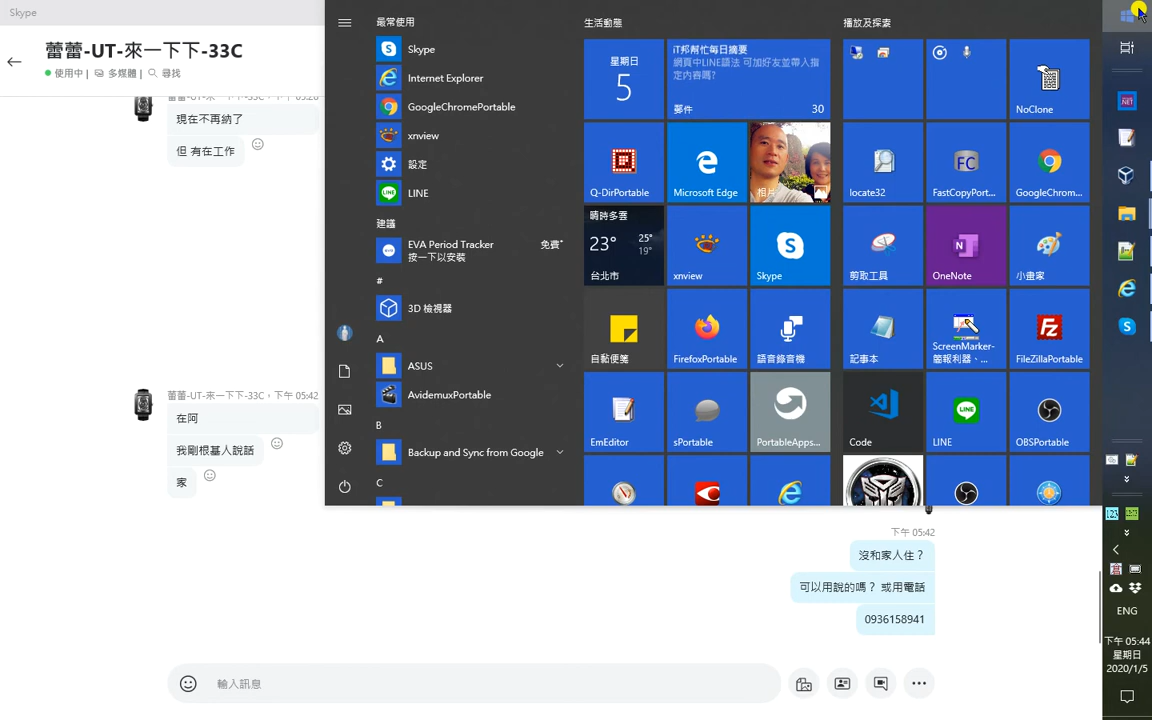 Skype
蕾蕾-UT-來一下下-33C
使用中 | 多媒體 | 尋找
現在不再納了
但 有在工作
蕾蕾-UT-來一下下-33C，下午 05:42
在阿
我剛根基人說話
家
最常使用
Skype
Internet Explorer
GoogleChromePortable
xnview
設定
LINE
建議
EVA Period Tracker 免費*
按一下以安裝
#
3D 檢視器
A
ASUS
AvidemuxPortable
B
Backup and Sync from Google
C
生活動態
星期日
5
iT邦幫忙每日摘要
網頁中LINE語法 可加好友並帶人指
定內容嗎?
郵件 30
Q-DirPortable
Microsoft Edge
相片
晴時多雲
23° 25°
19°
台北市
xnview
Skype
自黏便箋
FirefoxPortable
語音錄音機
EmEditor
sPortable
PortableApps...
播放及探索
NoClone
locate32
FastCopyPort...
GoogleChrom...
剪取工具
OneNote
小畫家
記事本
ScreenMarker-
簡報利器、...
FileZillaPortable
Code
LINE
OBSPortable
下午 05:42
沒和家人住？
可以用說的嗎？ 或用電話
0936158941
輸入訊息
ENG
下午 05:44
星期日
2020/1/5